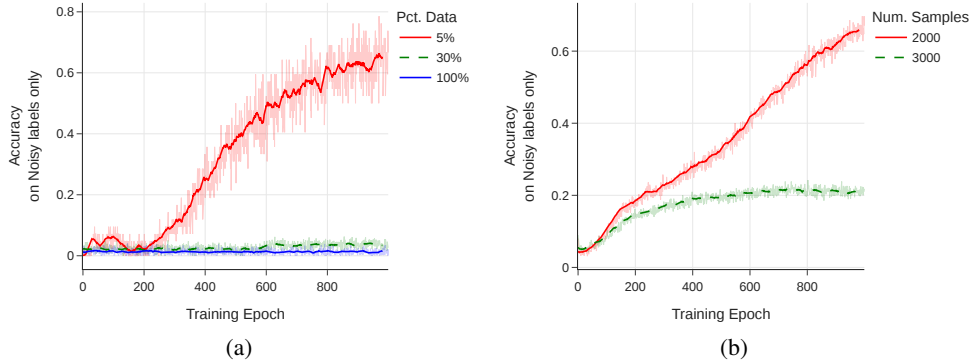 Pct. Data
5%
30%
100%
Accuracy
on Noisy labels only
0.8
0.6
0.4
0.2
0
0
200
400
600
800
Training Epoch
(a)
Num. Samples
2000
3000
Accuracy
on Noisy labels only
0.6
0.4
0.2
0
0
200
400
600
800
Training Epoch
(b)